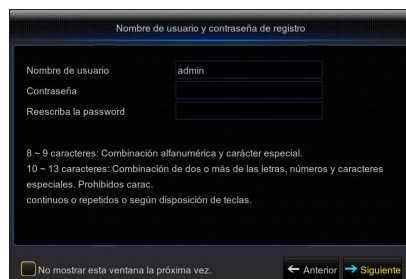 Nombre de usuario y contraseña de registro
Nombre de usuario admin
Contraseña
Reescriba la password
8 ~ 9 caracteres: Combinación alfanumérica y carácter especial.
10 ~ 13 caracteres: Combinación de dos o más de las letras, números y caracteres
especiales. Prohibidos carac.
continuos o repetidos o según disposición de teclas.
No mostrar esta ventana la próxima vez. Anterior Siguiente